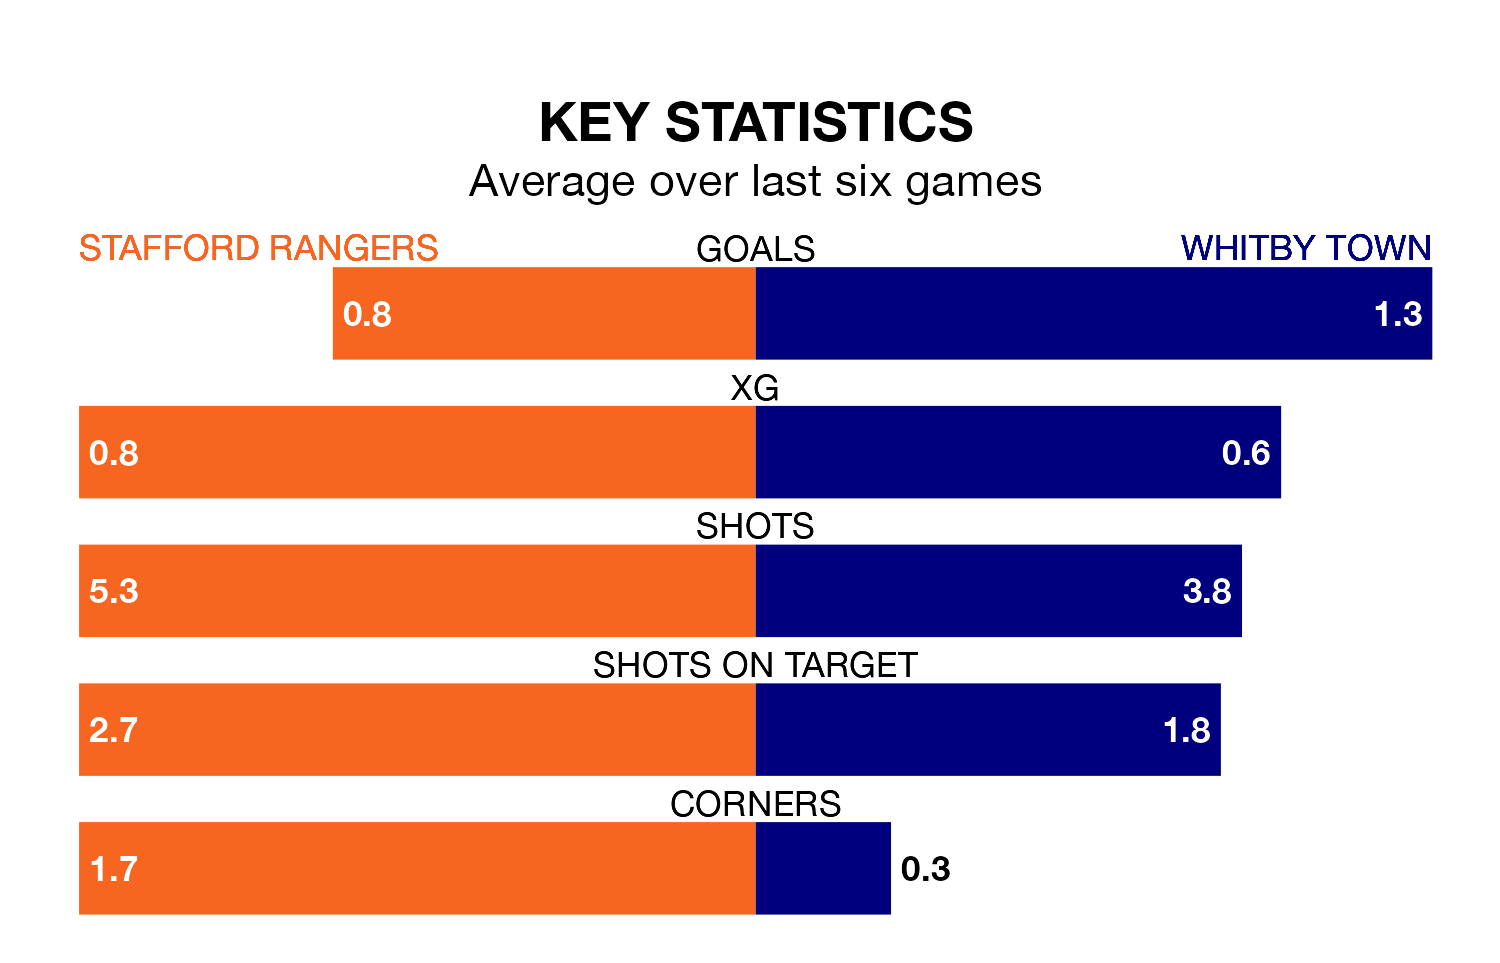 KEY STATISTICS
Average over last six games
STAFFORD RANGERS GOALS WHITBY TOWN
0.8 1.3
XG
0.8 0.6
SHOTS
5.3 3.8
SHOTS ON TARGET
2.7 1.8
CORNERS
1.7 0.3